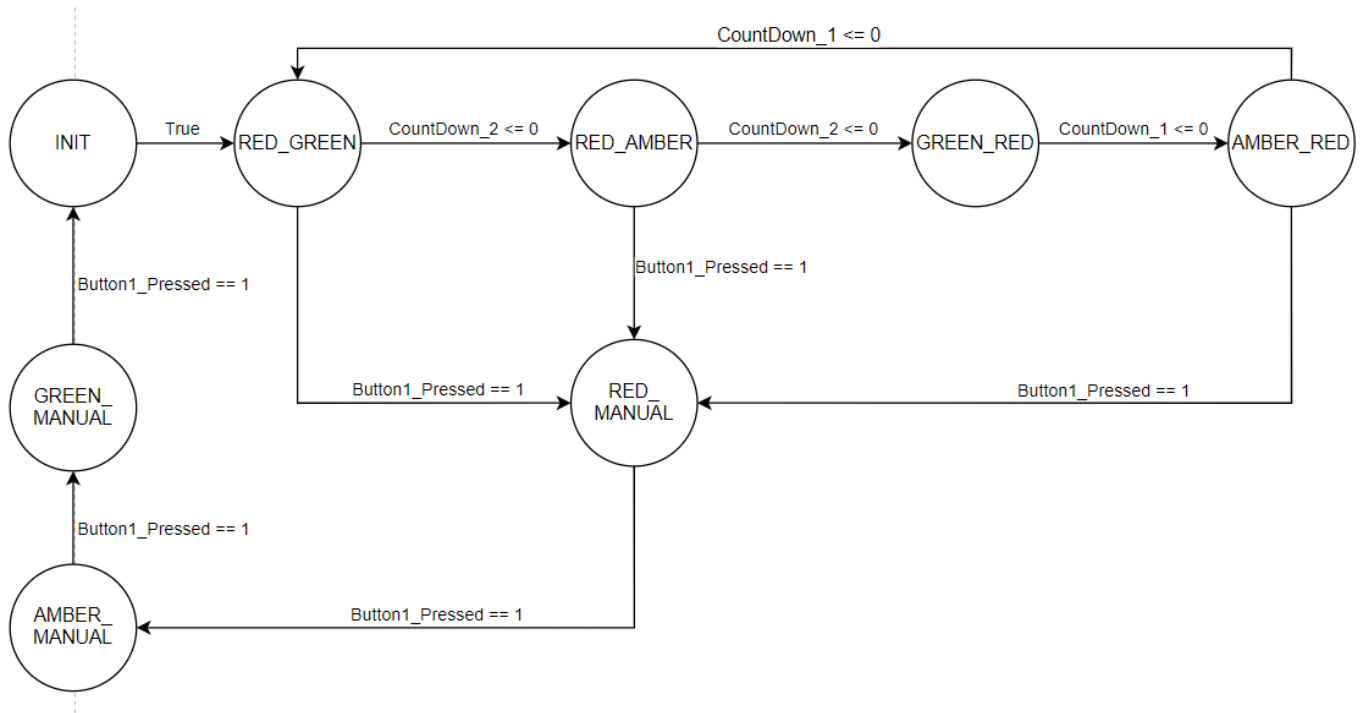 CountDown_1 <= 0
INIT
True
RED_GREEN
CountDown_2 <= 0
RED_AMBER
CountDown_2 <= 0
GREEN_RED
CountDown_1 <= 0
AMBER_RED
Button1_Pressed == 1
Button1_Pressed == 1
GREEN_
MANUAL
Button1_Pressed == 1
RED_
MANUAL
Button1_Pressed == 1
Button1_Pressed == 1
AMBER_
MANUAL
Button1_Pressed == 1